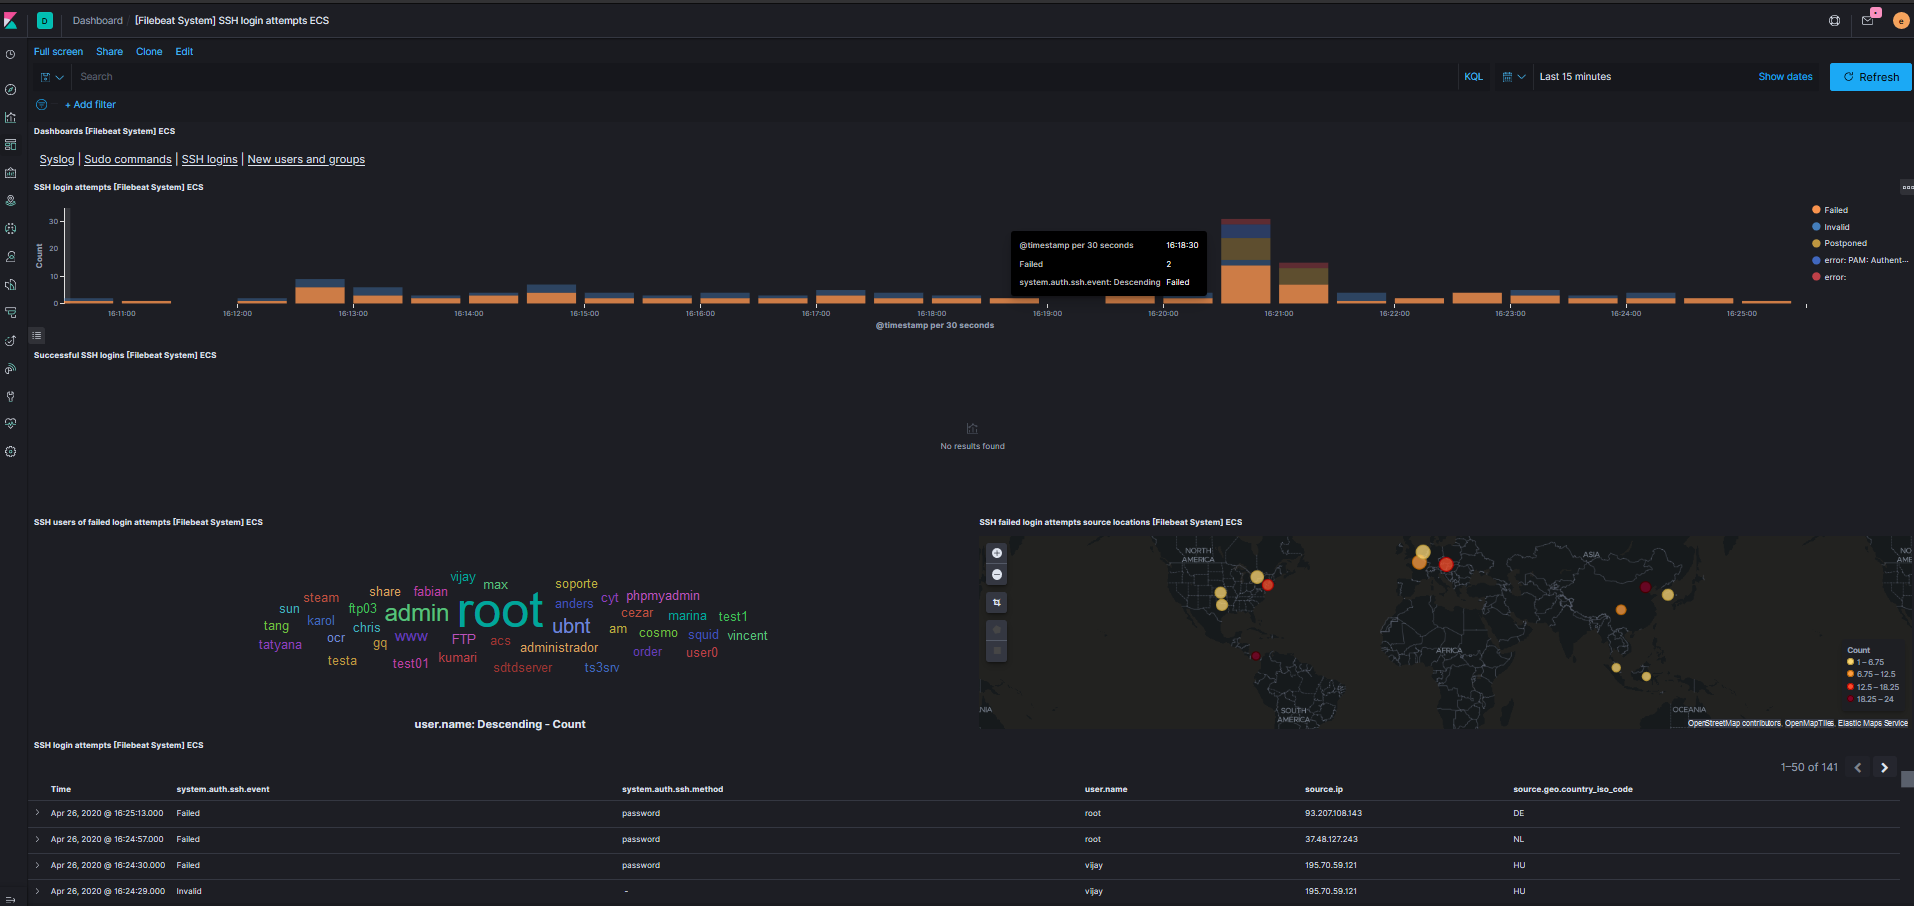 D Dashboard [Filebeat System] SSH login attempts ECS e
Full screen Share Clone Edit
Search KQL Last 15 minutes Show dates Refresh
+ Add filter
Dashboards [Filebeat System] ECS
Syslog | Sudo commands | SSH logins | New users and groups
SSH login attempts [Filebeat System] ECS
Count
30
20
10
0
16:11:00 16:12:00 16:13:00 16:14:00 16:15:00 16:16:00 16:17:00 16:18:00 16:19:00 16:20:00 16:21:00 16:22:00 16:23:00 16:24:00 16:25:00
@timestamp per 30 seconds
@timestamp per 30 seconds 16:18:30
Failed 2
system.auth.ssh.event: Descending Failed
Failed
Invalid
Postponed
error: PAM: Authent...
error:
Successful SSH logins [Filebeat System] ECS
No results found
SSH users of failed login attempts [Filebeat System] ECS
vijay max soporte
steam share fabian anders cyt phpmyadmin
sun ftp03 admin root cezar marina test1
tang karol chris ubnt am cosmo squid vincent
tatyana ocr gq www FTP acs administrador order user0
testa test01 kumari sdtdserver ts3srv
user.name: Descending - Count
SSH failed login attempts source locations [Filebeat System] ECS
NORTH
AMERICA
ASIA
NO
AME
AFRICA
SOUTH
AMERICA
NIA
OCEANIA
Count
1 – 6.75
6.75 – 12.5
12.5 – 18.25
18.25 – 24
OpenStreetMap contributors, OpenMapTiles, Elastic Maps Service
SSH login attempts [Filebeat System] ECS
1–50 of 141
Time system.auth.ssh.event system.auth.ssh.method user.name source.ip source.geo.country_iso_code
Apr 26, 2020 @ 16:25:13.000 Failed password root 93.207.108.143 DE
Apr 26, 2020 @ 16:24:57.000 Failed password root 37.48.127.243 NL
Apr 26, 2020 @ 16:24:30.000 Failed password vijay 195.70.59.121 HU
Apr 26, 2020 @ 16:24:29.000 Invalid - vijay 195.70.59.121 HU